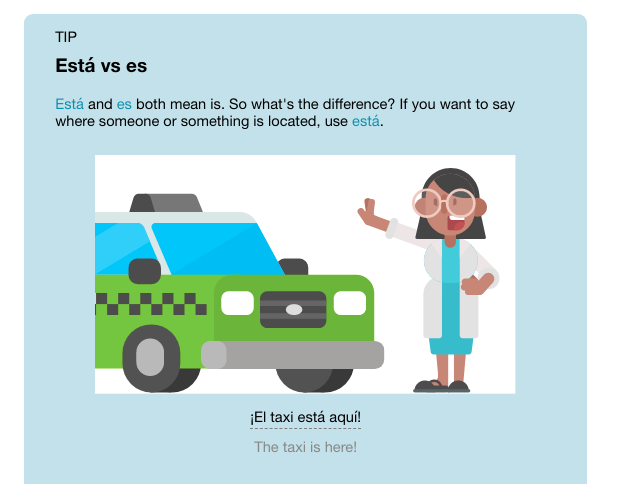 TIP
Está vs es
Está and es both mean is. So what's the difference? If you want to say
where someone or something is located, use está.
¡El taxi está aquí!
The taxi is here!